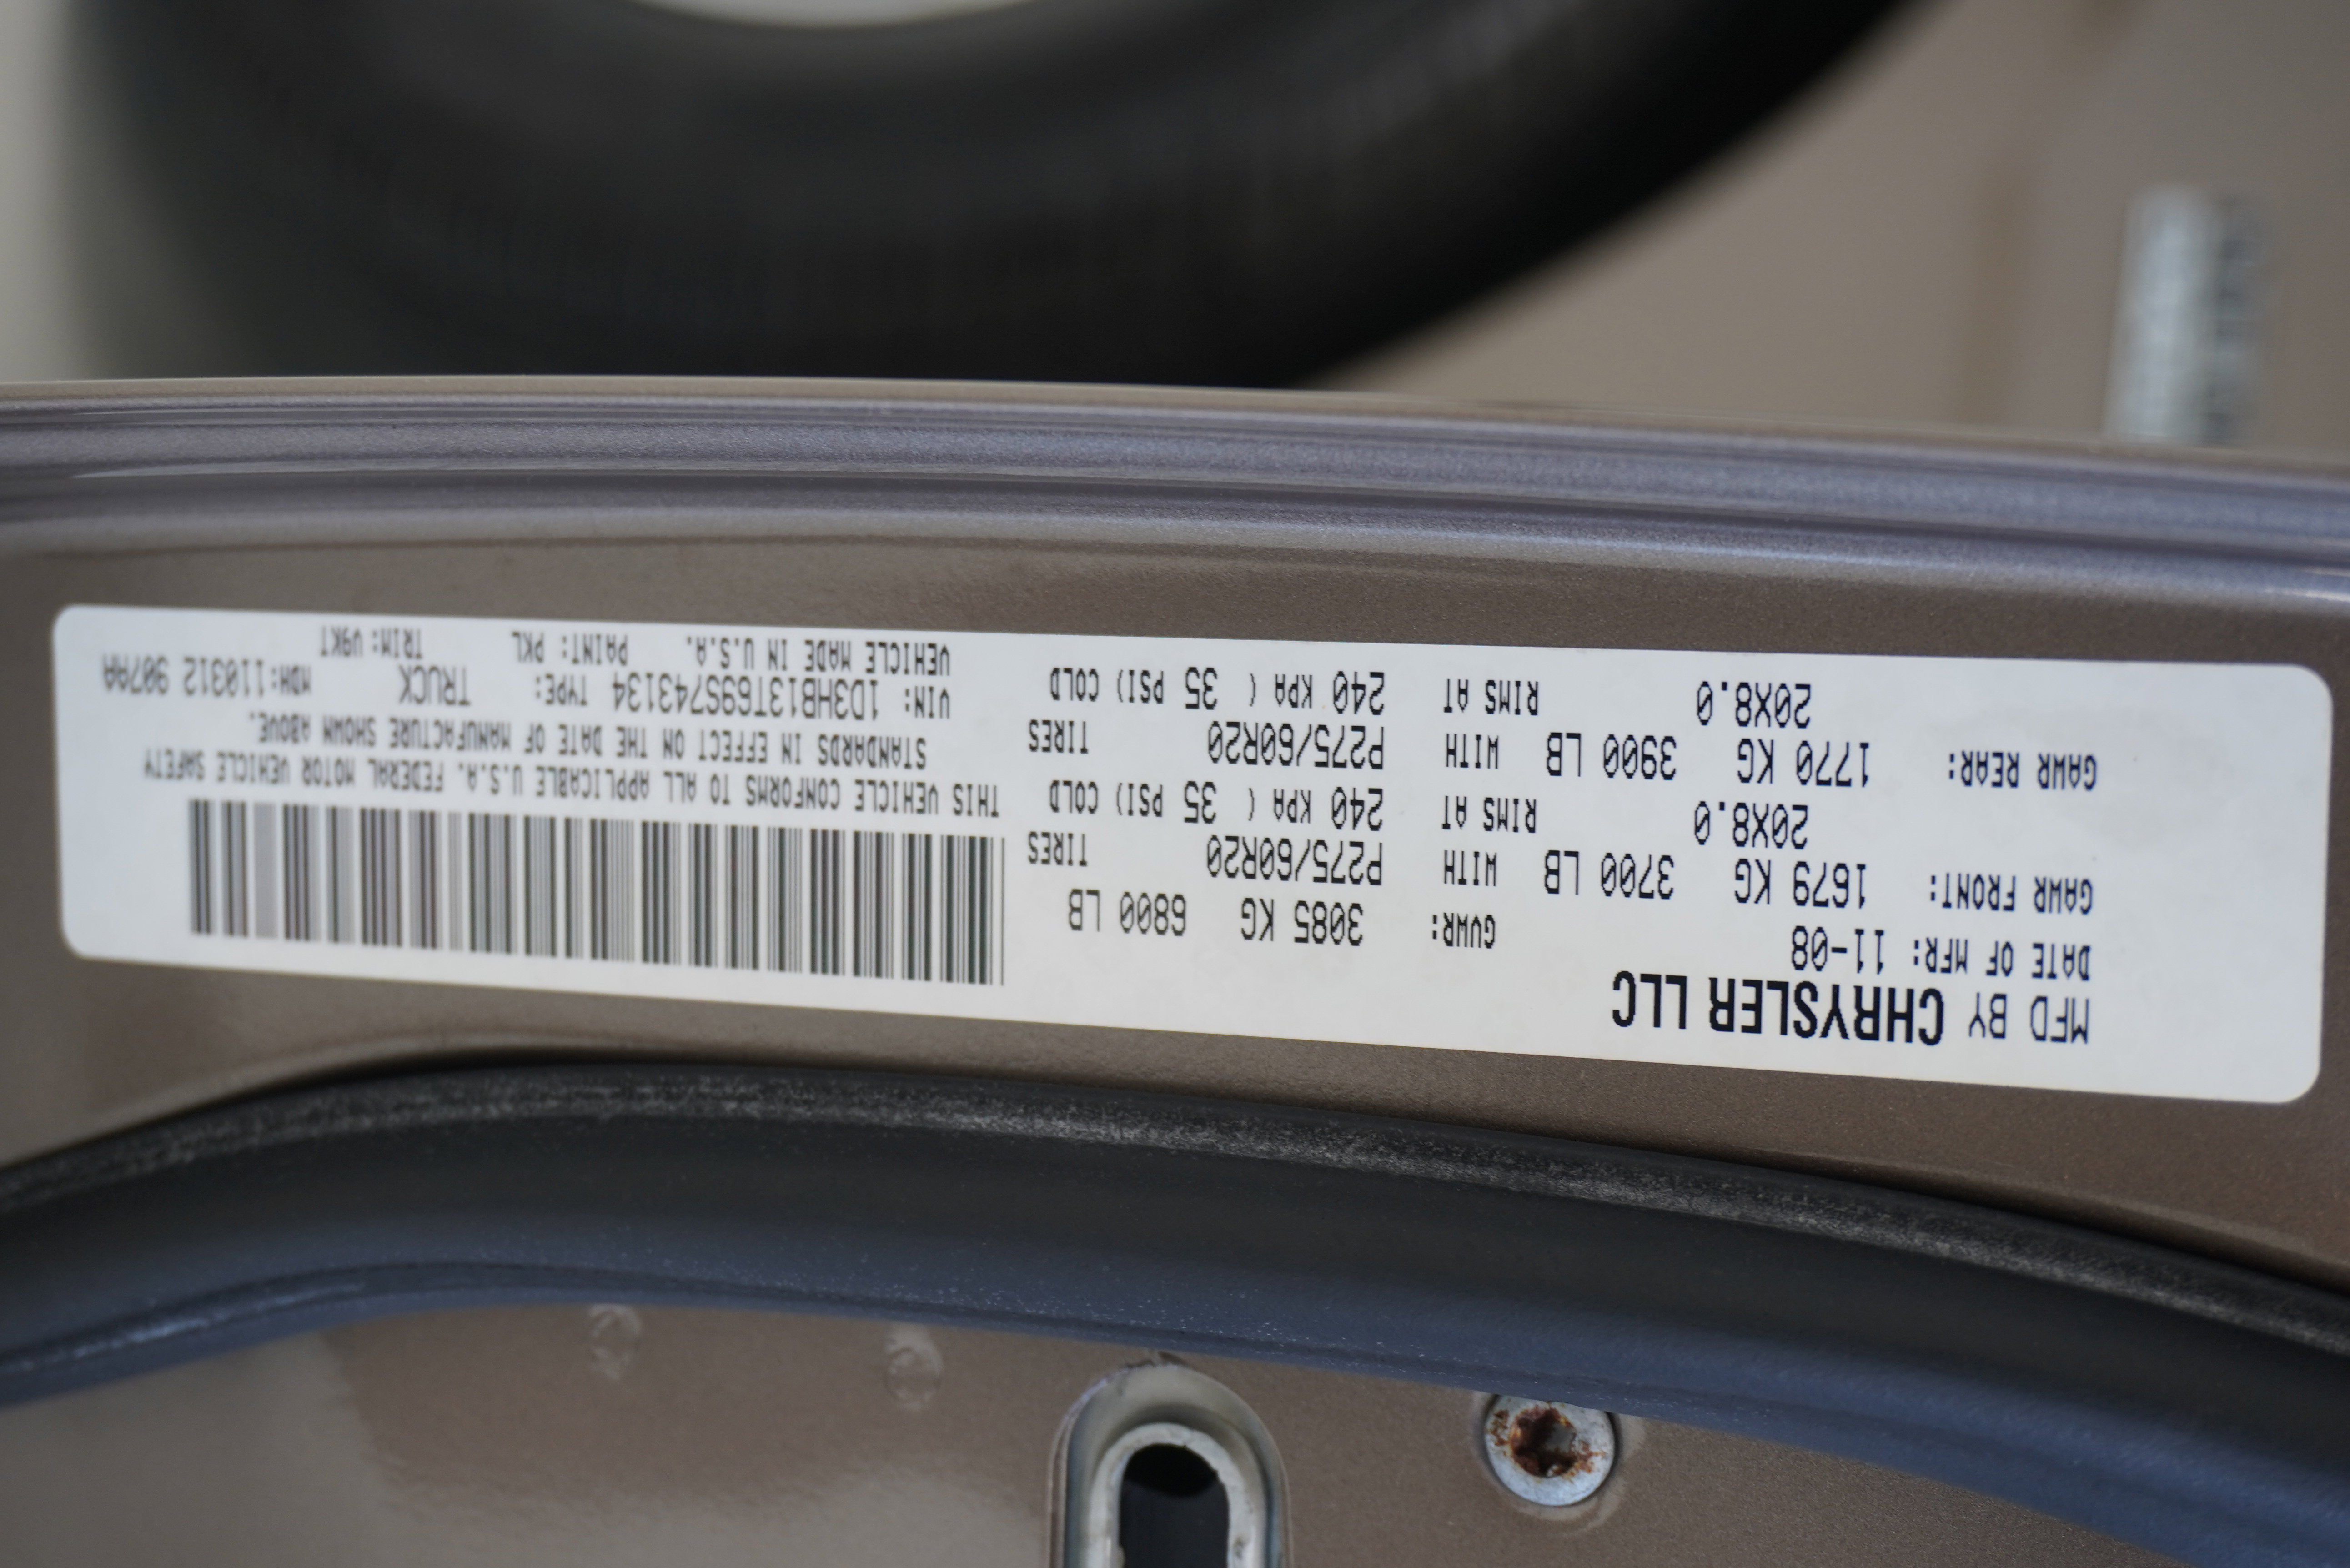 MFD BY CHRYSLER LLC
DATE OF MFR: 11-08 GVWR: 3085 KG 6800 LB
GAWR FRONT: 1679 KG 3700 LB WITH P275/60R20 TIRES
20X8.0 RIMS AT 240 KPA ( 35 PSI) COLD
GAWR REAR: 1770 KG 3900 LB WITH P275/60R20 TIRES
20X8.0 RIMS AT 240 KPA ( 35 PSI) COLD
THIS VEHICLE CONFORMS TO ALL APPLICABLE U.S.A. FEDERAL MOTOR VEHICLE SAFETY
STANDARDS IN EFFECT ON THE DATE OF MANUFACTURE SHOWN ABOVE.
VIN: 1D3HB13T69S743134 TYPE: TRUCK MDH:110312 907AA
VEHICLE MADE IN U.S.A. PAINT: PKL TRIM: V9KT